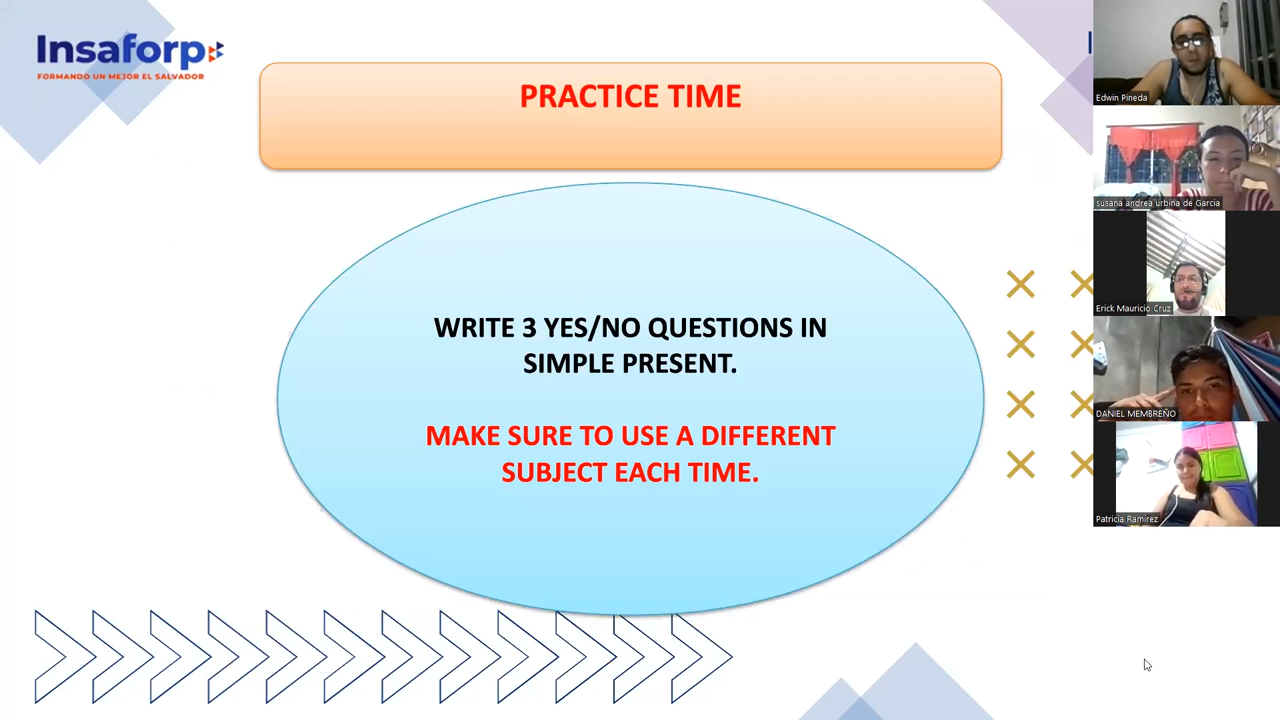 Insaforp
FORMANDO UN MEJOR EL SALVADOR
PRACTICE TIME
WRITE 3 YES/NO QUESTIONS IN
SIMPLE PRESENT.
MAKE SURE TO USE A DIFFERENT
SUBJECT EACH TIME.
Edwin Pineda
susana andrea urbina de Garcia
Erick Mauricio Cruz
DANIEL MEMBREÑO
Patricia Ramirez